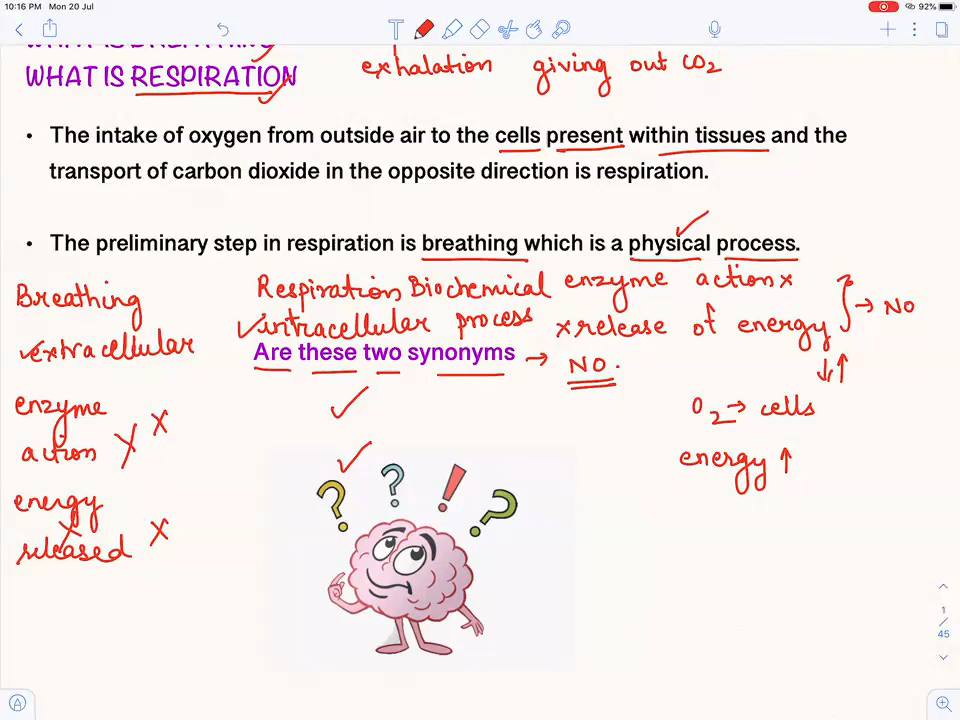 10:16 PM Mon 20 Jul
92%
WHAT IS BREATHING
WHAT IS RESPIRATION
exhalation giving out CO2
• The intake of oxygen from outside air to the cells present within tissues and the
transport of carbon dioxide in the opposite direction is respiration.
• The preliminary step in respiration is breathing which is a physical process.
Breathing
Respiration Biochemical enzyme action x
✓intracellular process x release of energy } → NO
✓extracellular
Are these two synonyms → NO.
↓↑
enzyme
action X X
O2 → cells
energy ↑
energy
released X
? ? ! ?
1
/
45